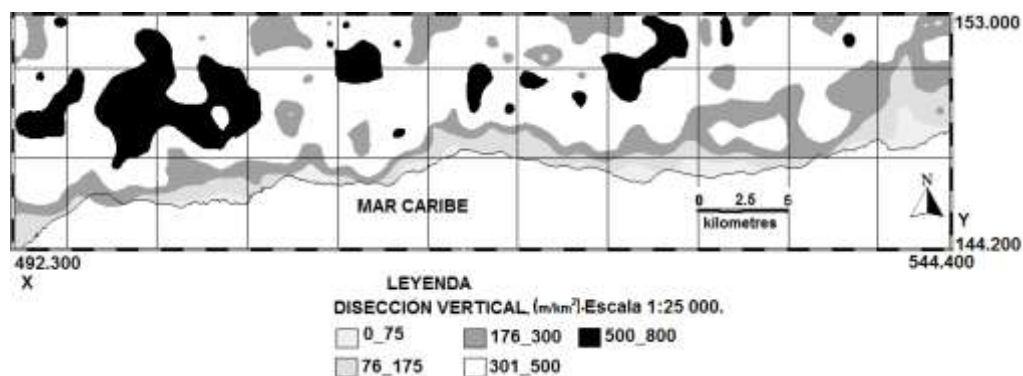 153.000
N
MAR CARIBE
0 2.5 5
kilometres
Y
144.200
492.300
544.400
X
LEYENDA
DISECCION VERTICAL, (m/km²)-Escala 1:25 000.
0_75
176_300
500_800
76_175
301_500